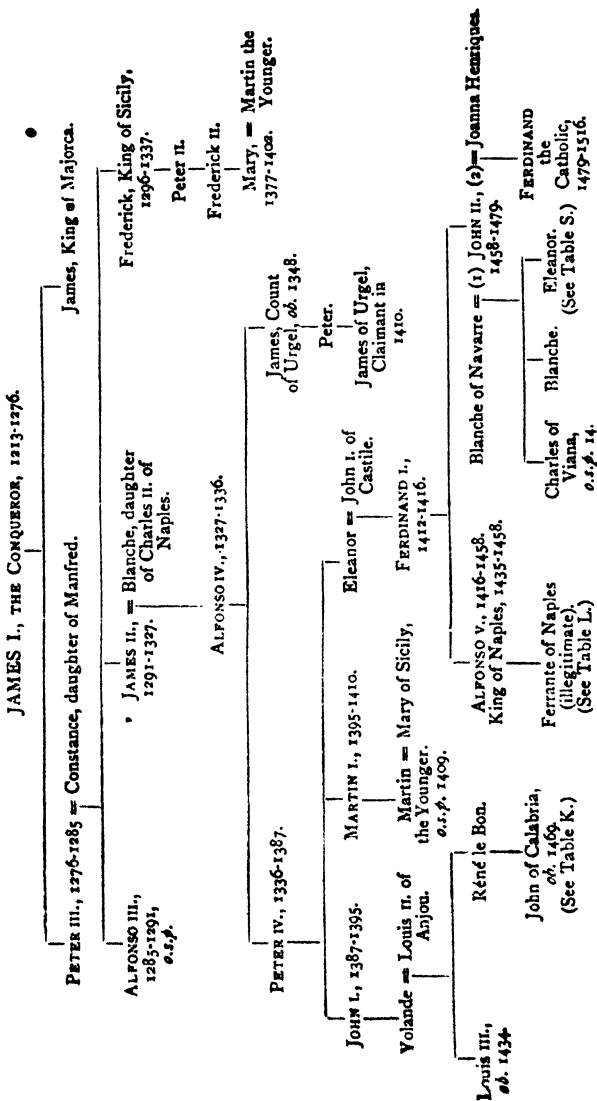 JAMES I., THE CONQUEROR, 1213-1276.
PETER III., 1276-1285 = Constance, daughter of Manfred.
James, King of Majorca.
ALFONSO III.,
1285-1291,
o.s.p.
JAMES II., = Blanche, daughter
1291-1327. of Charles II. of
Naples.
Frederick, King of Sicily,
1296-1337.
Peter II.
Frederick II.
Mary, = Martin the
1377-1402. Younger.
ALFONSO IV., 1327-1336.
PETER IV., 1336-1387.
James, Count
of Urgel, ob. 1348.
Peter.
James of Urgel,
Claimant in
1410.
JOHN I., 1387-1395.
MARTIN I., 1395-1410.
Eleanor = John I. of
Castile.
Yolande = Louis II. of
Anjou.
Martin = Mary of Sicily,
the Younger.
o.s.p. 1409.
FERDINAND I.,
1412-1416.
Louis III.,
ob. 1434.
Réné le Bon.
John of Calabria,
ob. 1469.
(See Table K.)
ALFONSO V., 1416-1458.
King of Naples, 1435-1458.
Ferrante of Naples
(illegitimate).
(See Table L.)
Blanche of Navarre = (1) JOHN II., (2)=Joanna Henriques.
1458-1479.
Charles of
Viana,
o.s.p. 14.
Blanche.
Eleanor.
(See Table S.)
FERDINAND
the
Catholic,
1479-1516.